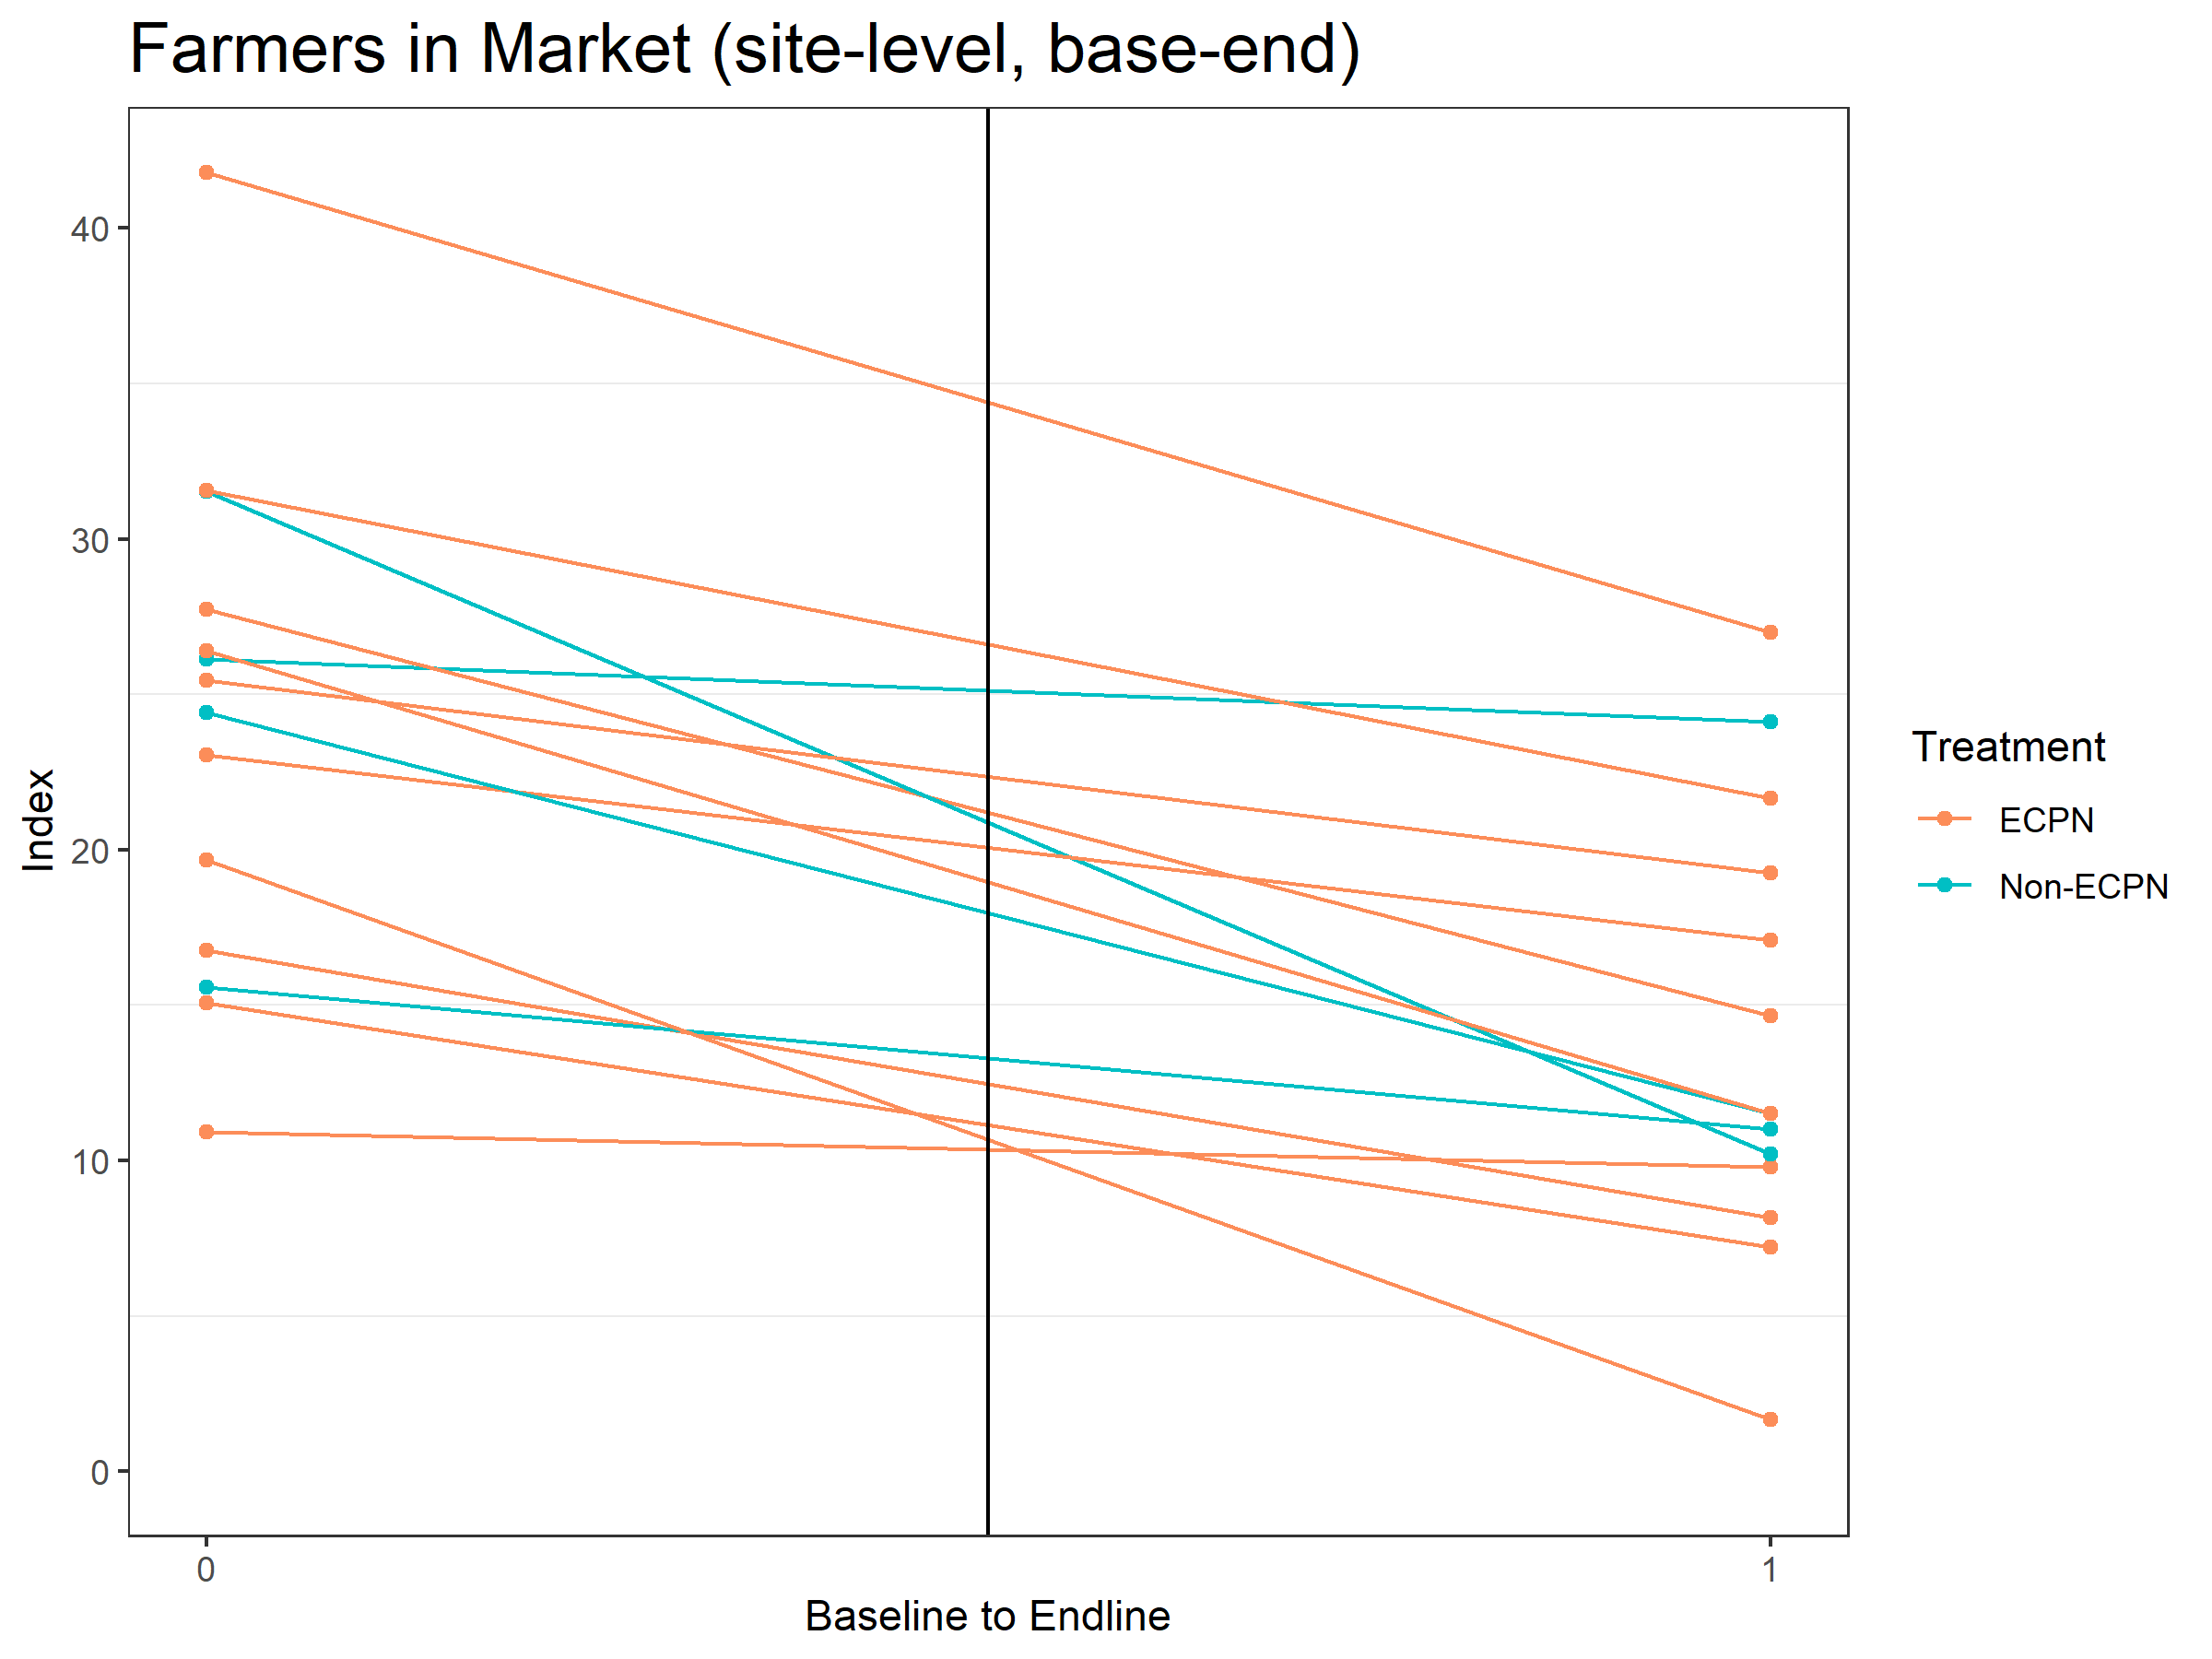 Farmers in Market (site-level, base-end)
Index
40
30
20
10
0
0
1
Baseline to Endline
Treatment
ECPN
Non-ECPN